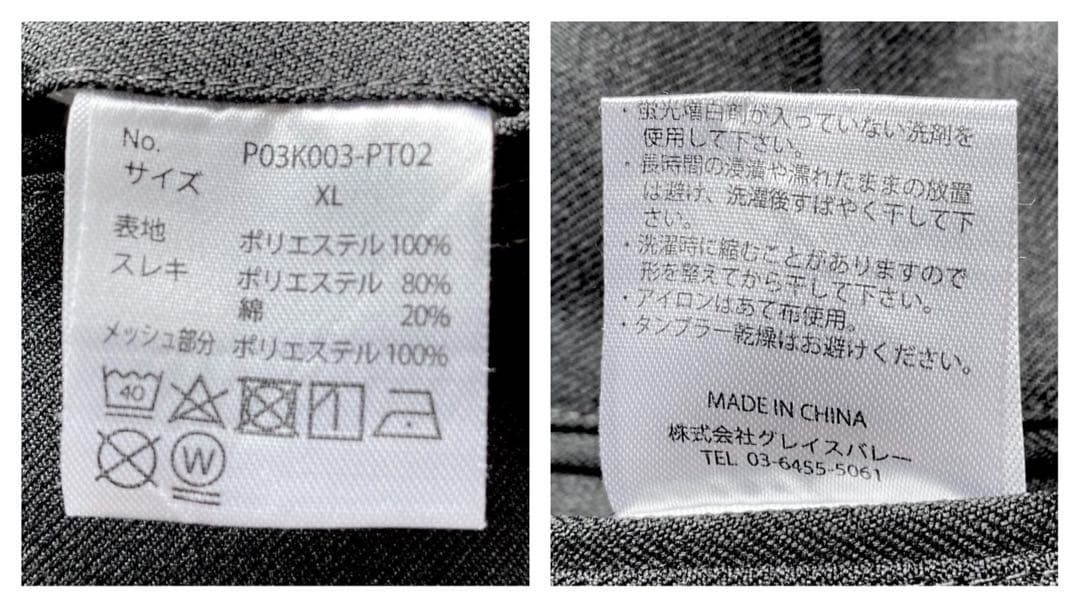 No. P03K003-PT02
サイズ XL
表地 ポリエステル 100%
スレキ ポリエステル 80%
綿 20%
メッシュ部分 ポリエステル 100%
40
W
・蛍光増白剤が入っていない洗剤を
使用して下さい。
・長時間の浸漬や濡れたままの放置
は避け、洗濯後すばやく干して下
さい。
・洗濯時に縮むことがありますので
形を整えてから干して下さい。
・アイロンはあて布使用。
・タンブラー乾燥はお避けください。
MADE IN CHINA
株式会社グレイスバレー
TEL 03-6455-5061